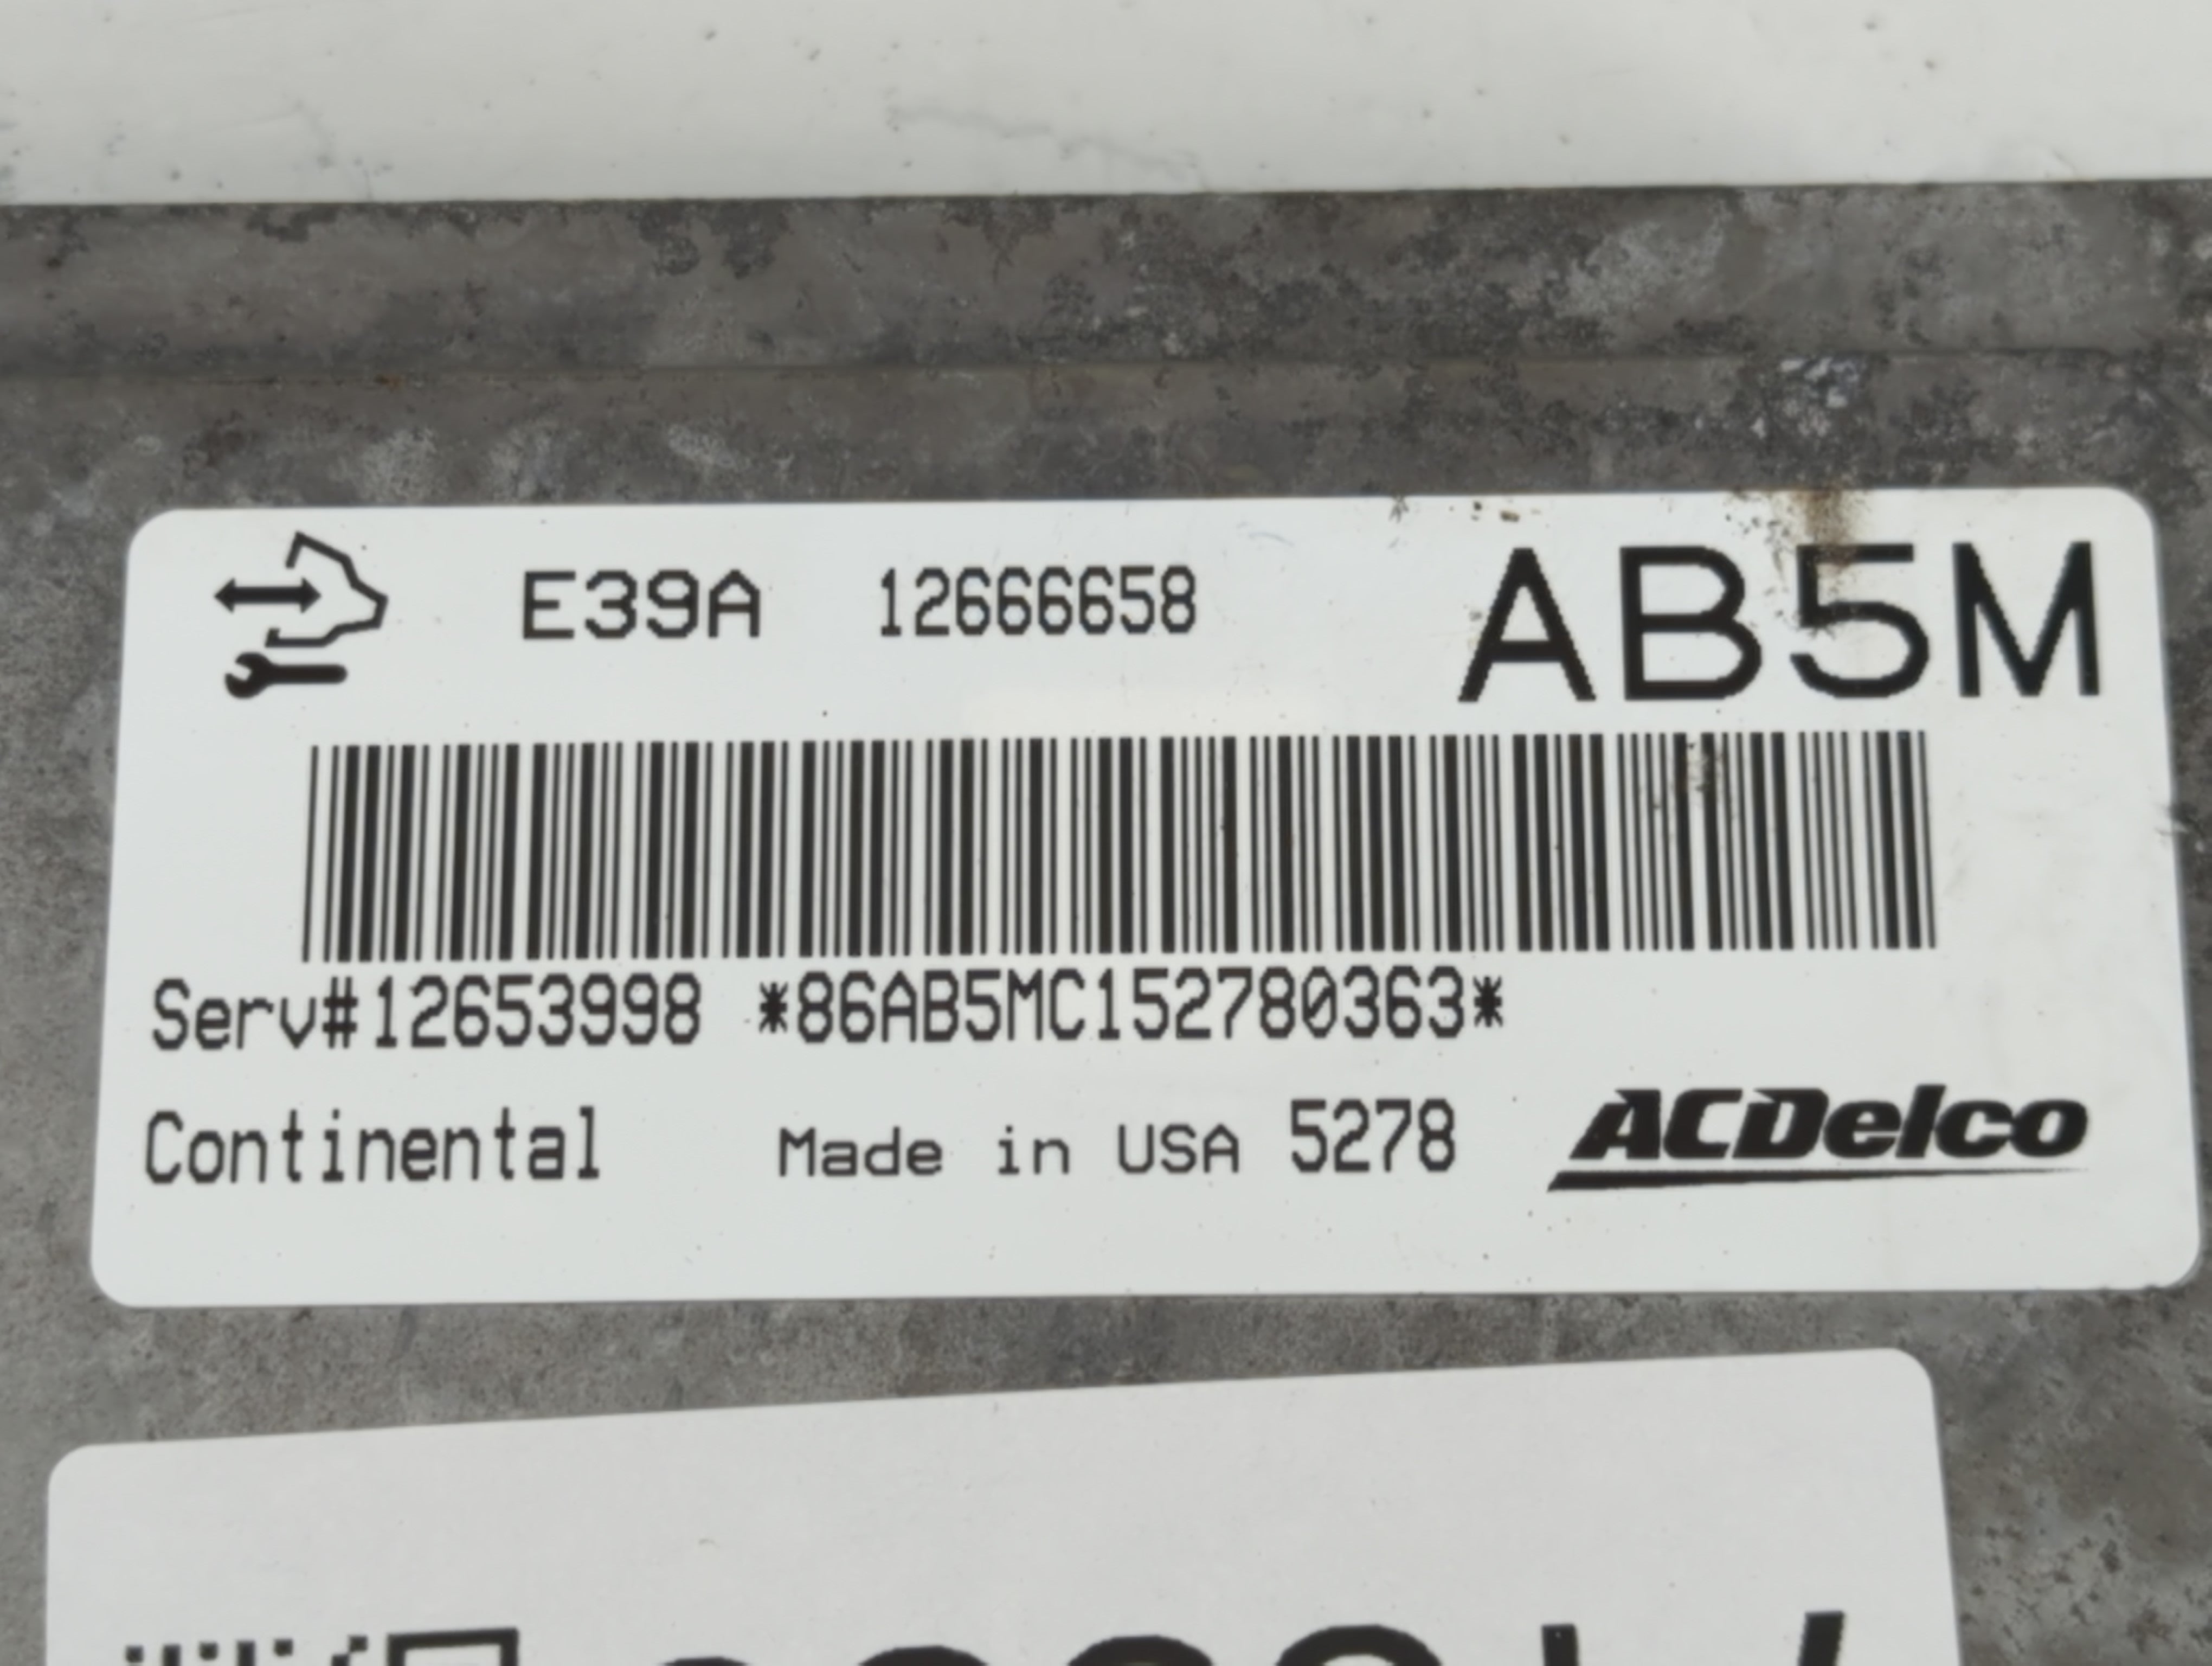 E39A 12666658 AB5M
Serv#12653998 *86AB5MC152780363*
Continental Made in USA 5278 ACDelco